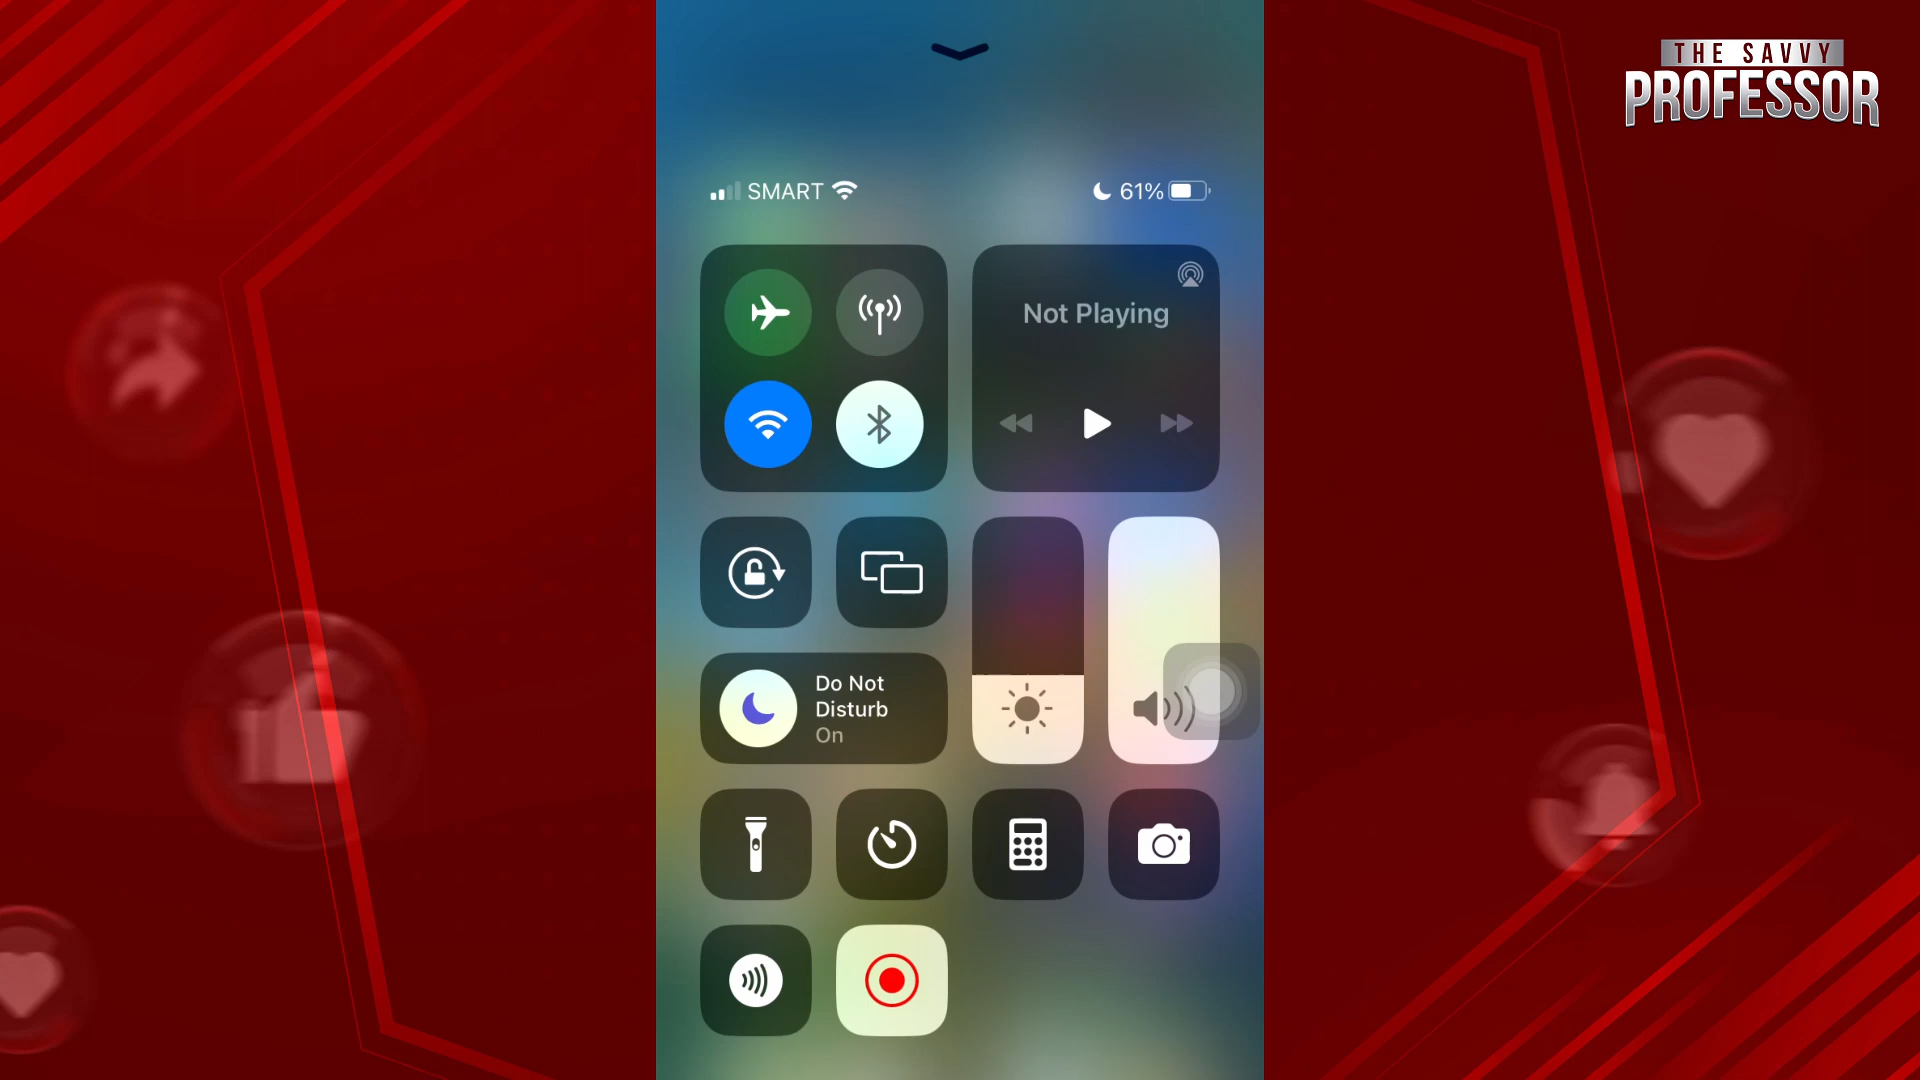 THE SAVVY
PROFESSOR
SMART
61%
Not Playing
Do Not
Disturb
On